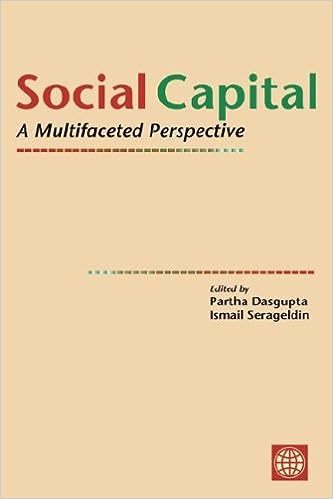 Social Capital
A Multifaceted Perspective
Edited by
Partha Dasgupta
Ismail Serageldin